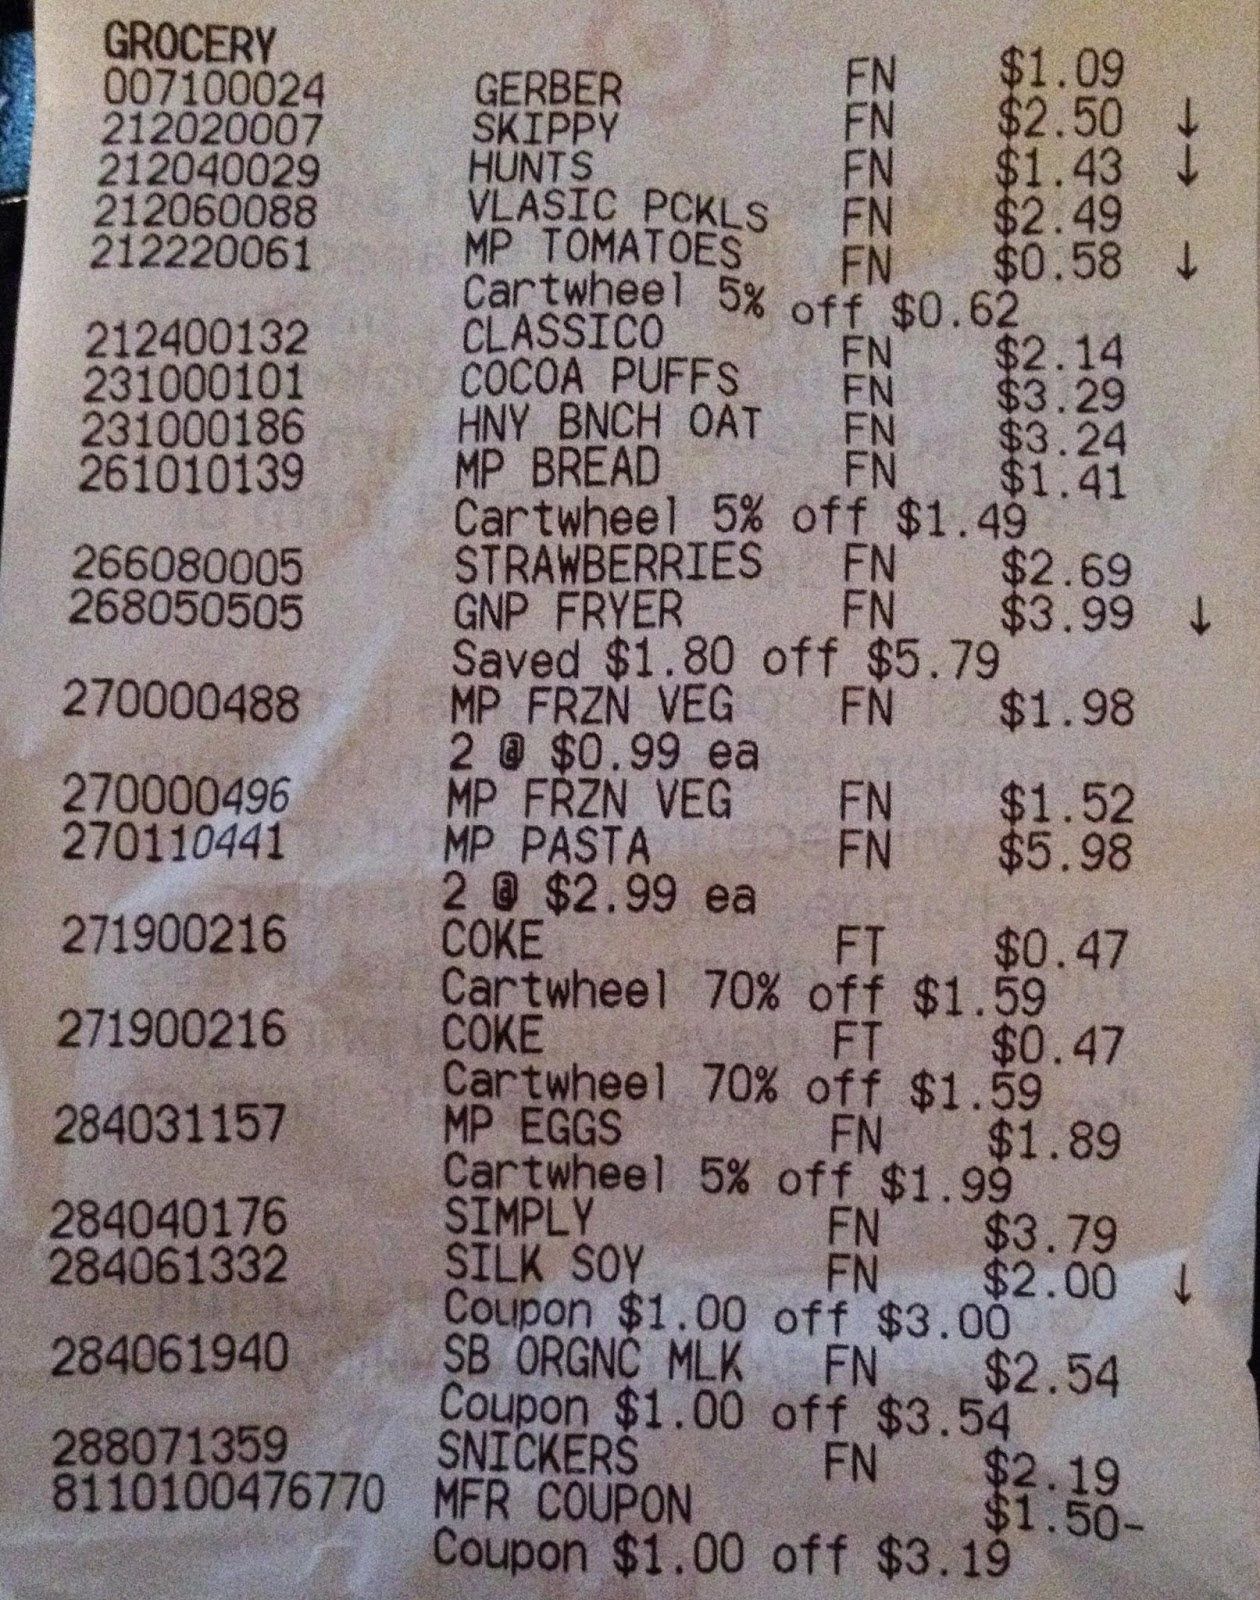 GROCERY
007100024 GERBER FN $1.09
212020007 SKIPPY FN $2.50 ↓
212040029 HUNTS FN $1.43 ↓
212060088 VLASIC PCKLS FN $2.49
212220061 MP TOMATOES FN $0.58 ↓
Cartwheel 5% off $0.62
212400132 CLASSICO FN $2.14
231000101 COCOA PUFFS FN $3.29
231000186 HNY BNCH OAT FN $3.24
261010139 MP BREAD FN $1.41
Cartwheel 5% off $1.49
266080005 STRAWBERRIES FN $2.69
268050505 GNP FRYER FN $3.99 ↓
Saved $1.80 off $5.79
270000488 MP FRZN VEG FN $1.98
2 @ $0.99 ea
270000496 MP FRZN VEG FN $1.52
270110441 MP PASTA FN $5.98
2 @ $2.99 ea
271900216 COKE FT $0.47
Cartwheel 70% off $1.59
271900216 COKE FT $0.47
Cartwheel 70% off $1.59
284031157 MP EGGS FN $1.89
Cartwheel 5% off $1.99
284040176 SIMPLY FN $3.79
284061332 SILK SOY FN $2.00 ↓
Coupon $1.00 off $3.00
284061940 SB ORGNC MLK FN $2.54
Coupon $1.00 off $3.54
288071359 SNICKERS FN $2.19
8110100476770 MFR COUPON $1.50-
Coupon $1.00 off $3.19